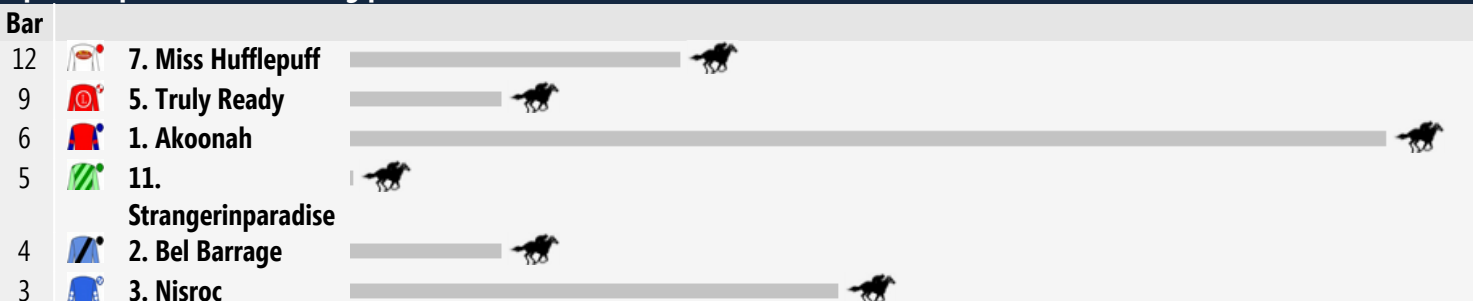 Bar
12 7. Miss Hufflepuff
9 5. Truly Ready
6 1. Akoonah
5 11.
Strangerinparadise
4 2. Bel Barrage
3 3. Nisroc